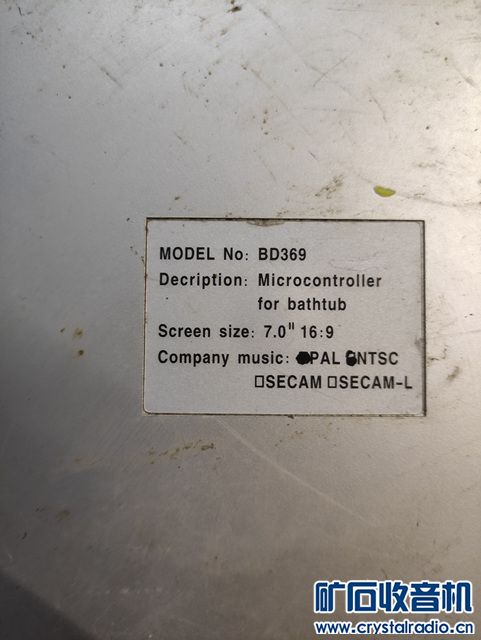 MODEL No: BD369
Decription: Microcontroller
for bathtub
Screen size: 7.0" 16:9
Company music: PAL NTSC
□SECAM □SECAM-L
矿石收音机
www.crystalradio.cn